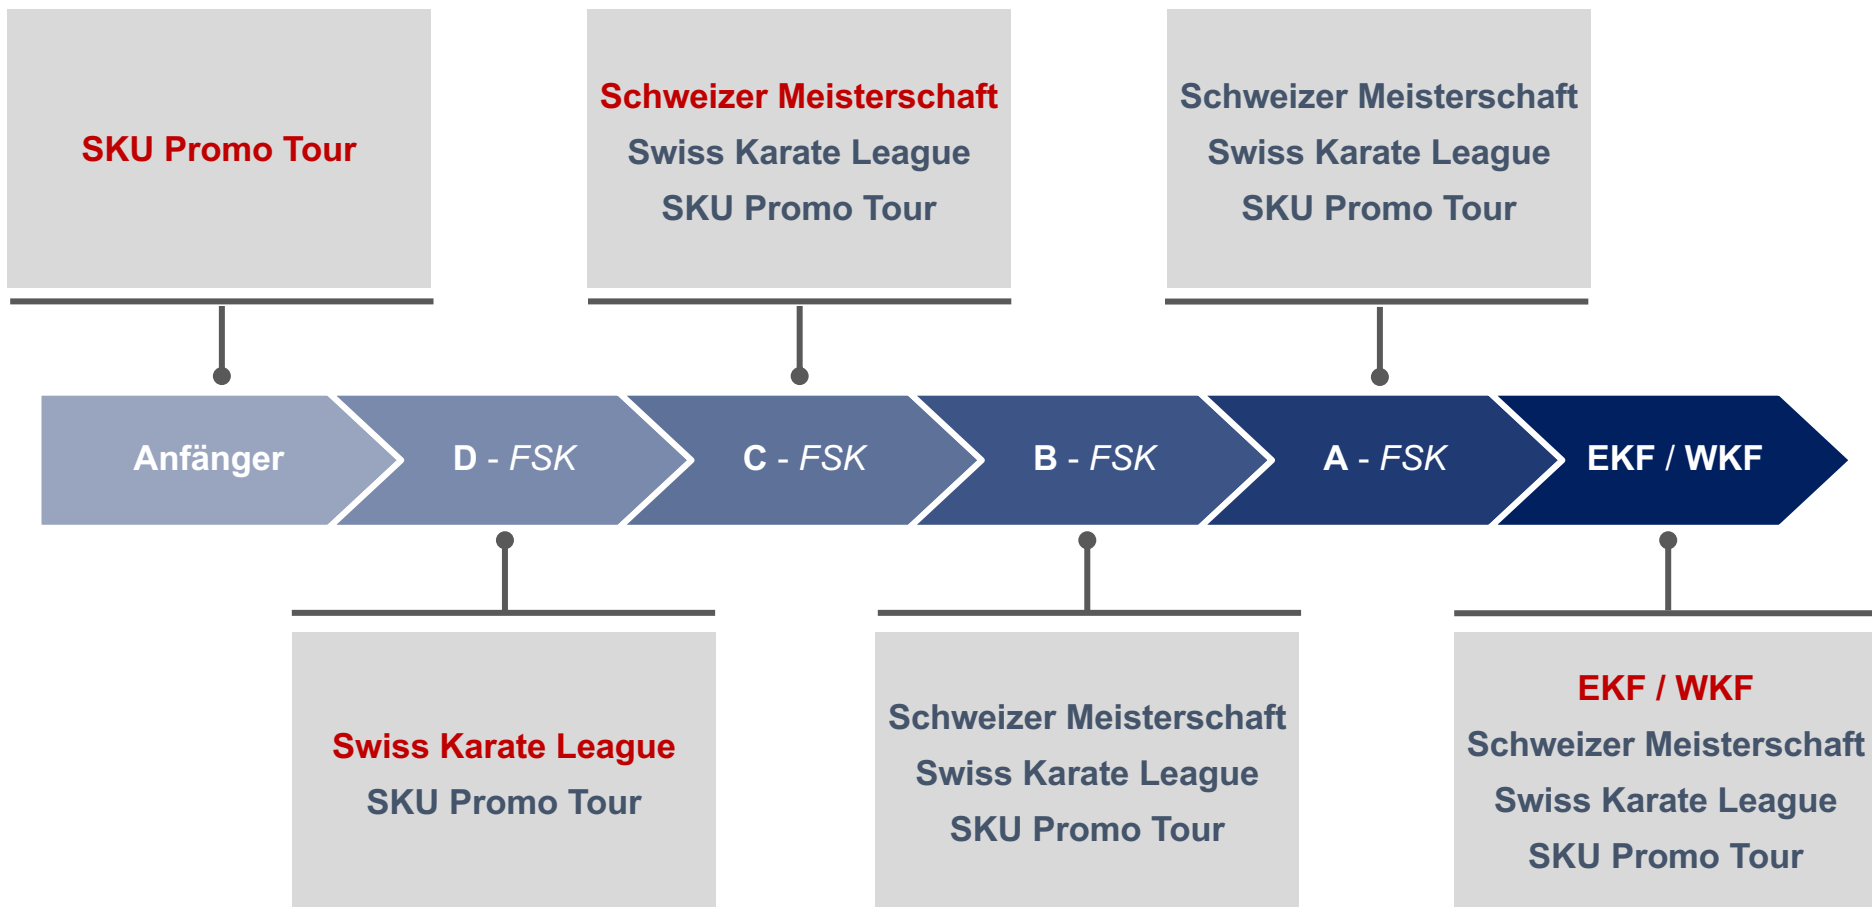 SKU Promo Tour
Schweizer Meisterschaft
Swiss Karate League
SKU Promo Tour
Schweizer Meisterschaft
Swiss Karate League
SKU Promo Tour
Anfänger
D - FSK
C - FSK
B - FSK
A - FSK
EKF / WKF
Swiss Karate League
SKU Promo Tour
Schweizer Meisterschaft
Swiss Karate League
SKU Promo Tour
EKF / WKF
Schweizer Meisterschaft
Swiss Karate League
SKU Promo Tour